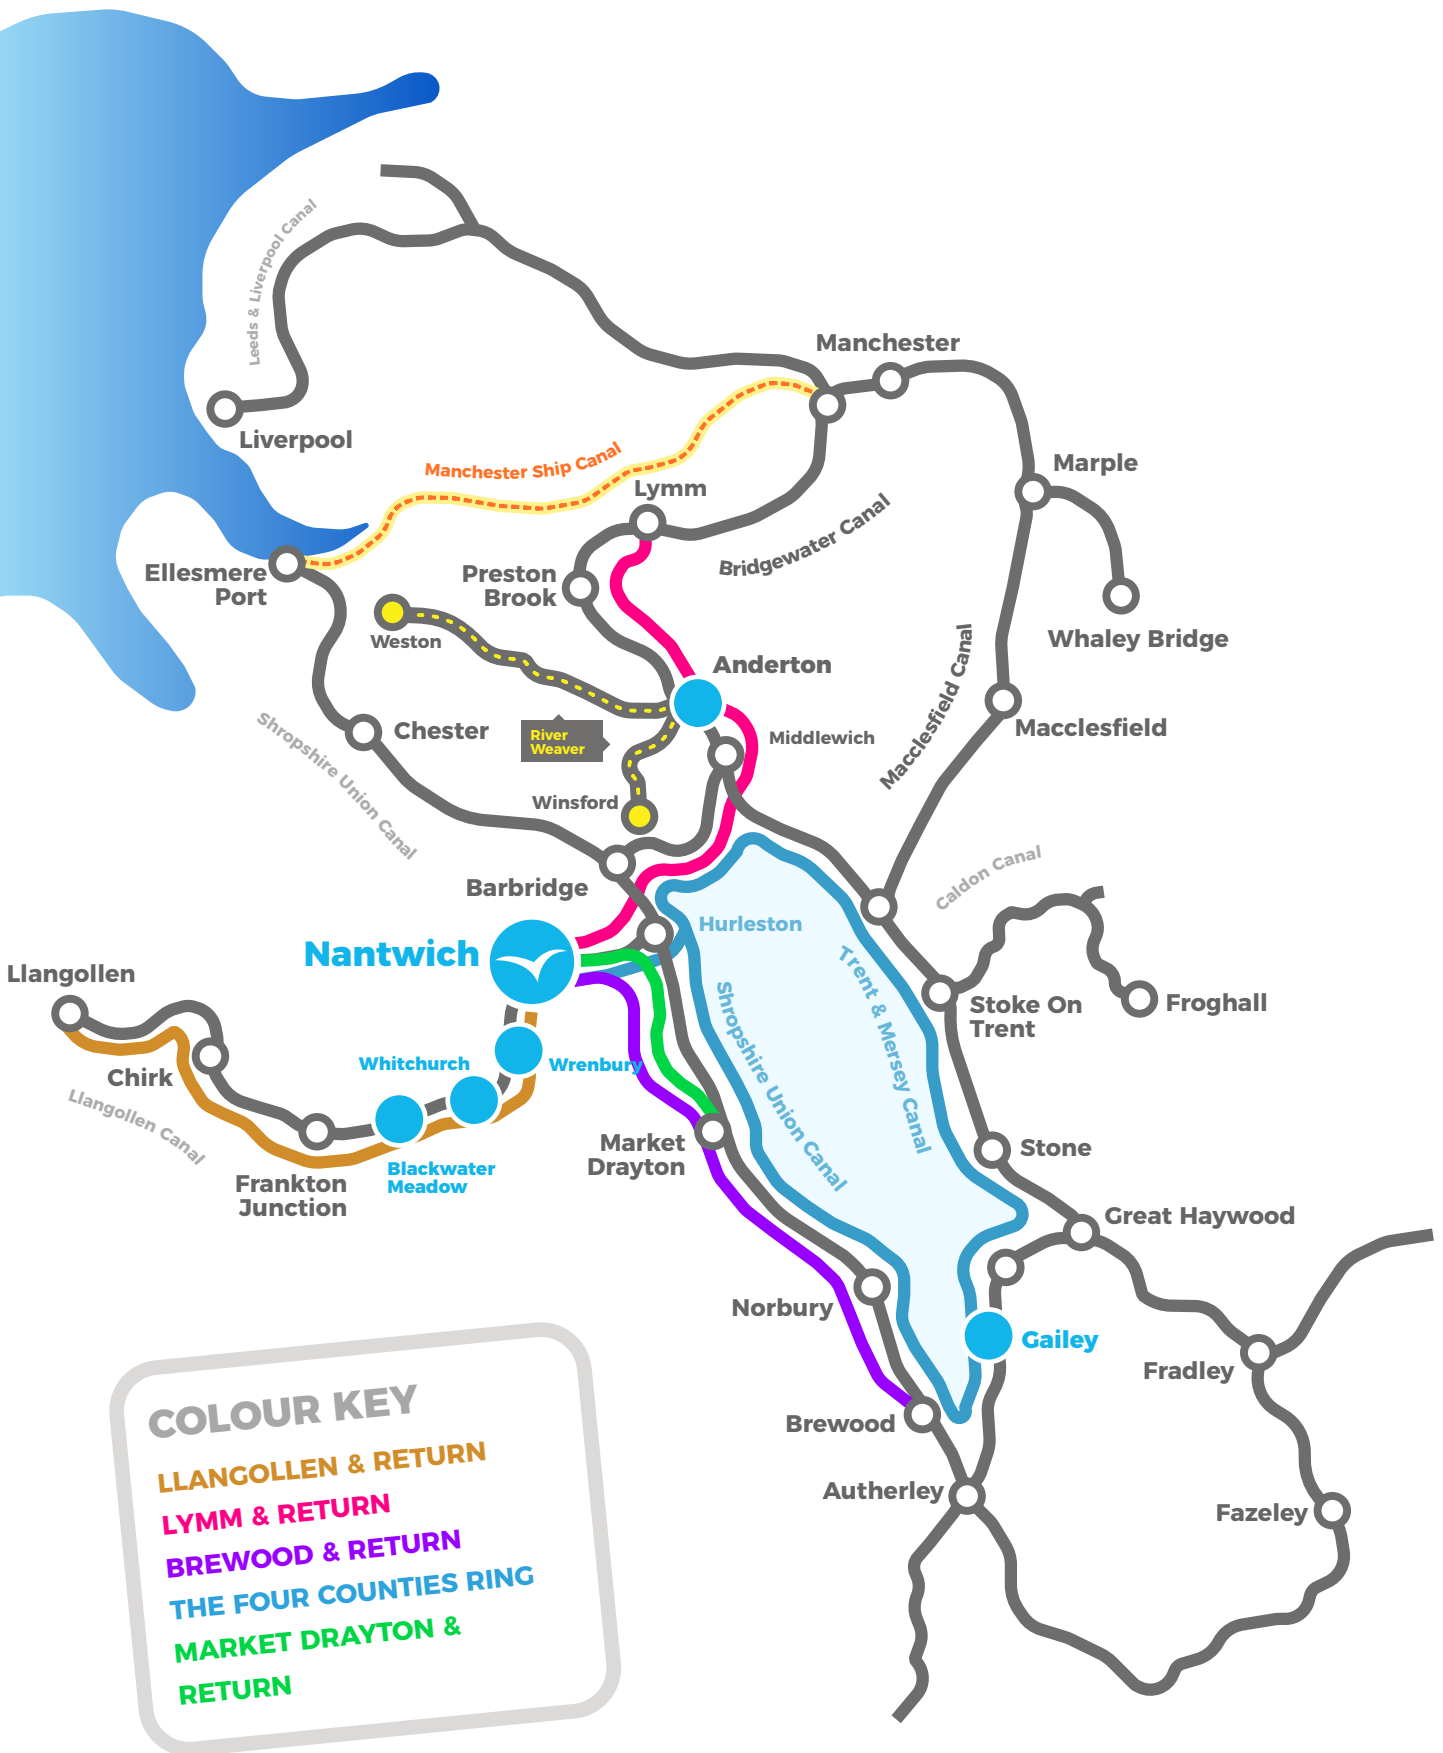 Leeds & Liverpool Canal
Manchester
Liverpool
Marple
Manchester Ship Canal
Lymm
Bridgewater Canal
Ellesmere
Port
Preston
Brook
Weston
Whaley Bridge
Macclesfield Canal
Anderton
Chester
River
Weaver
Middlewich
Macclesfield
Shropshire Union Canal
Winsford
Caldon Canal
Barbridge
Hurleston
Nantwich
Llangollen
Trent & Mersey Canal
Shropshire Union Canal
Stoke On
Trent
Froghall
Whitchurch
Wrenbury
Chirk
Llangollen Canal
Market
Drayton
Stone
Blackwater
Meadow
Frankton
Junction
Great Haywood
Norbury
Gailey
Fradley
Brewood
Autherley
Fazeley
COLOUR KEY
LLANGOLLEN & RETURN
LYMM & RETURN
BREWOOD & RETURN
THE FOUR COUNTIES RING
MARKET DRAYTON &
RETURN